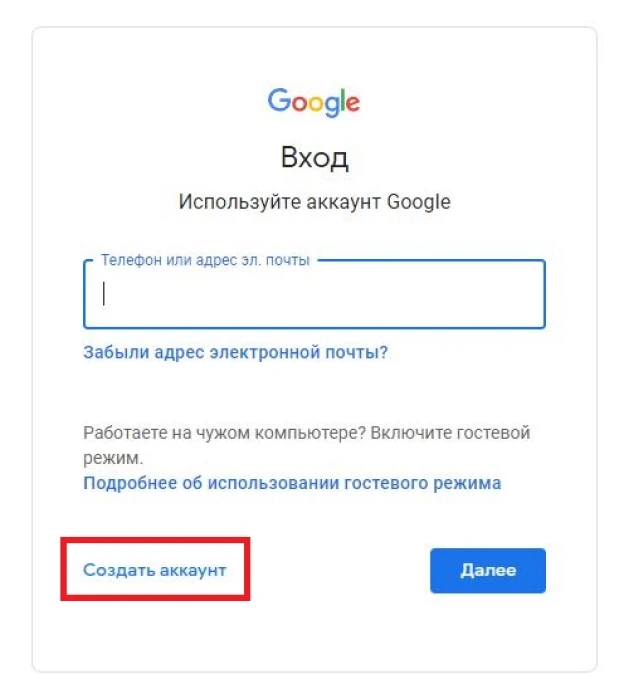 Google
Вход
Используйте аккаунт Google
Телефон или адрес эл. почты
Забыли адрес электронной почты?
Работаете на чужом компьютере? Включите гостевой
режим.
Подробнее об использовании гостевого режима
Создать аккаунт
Далее